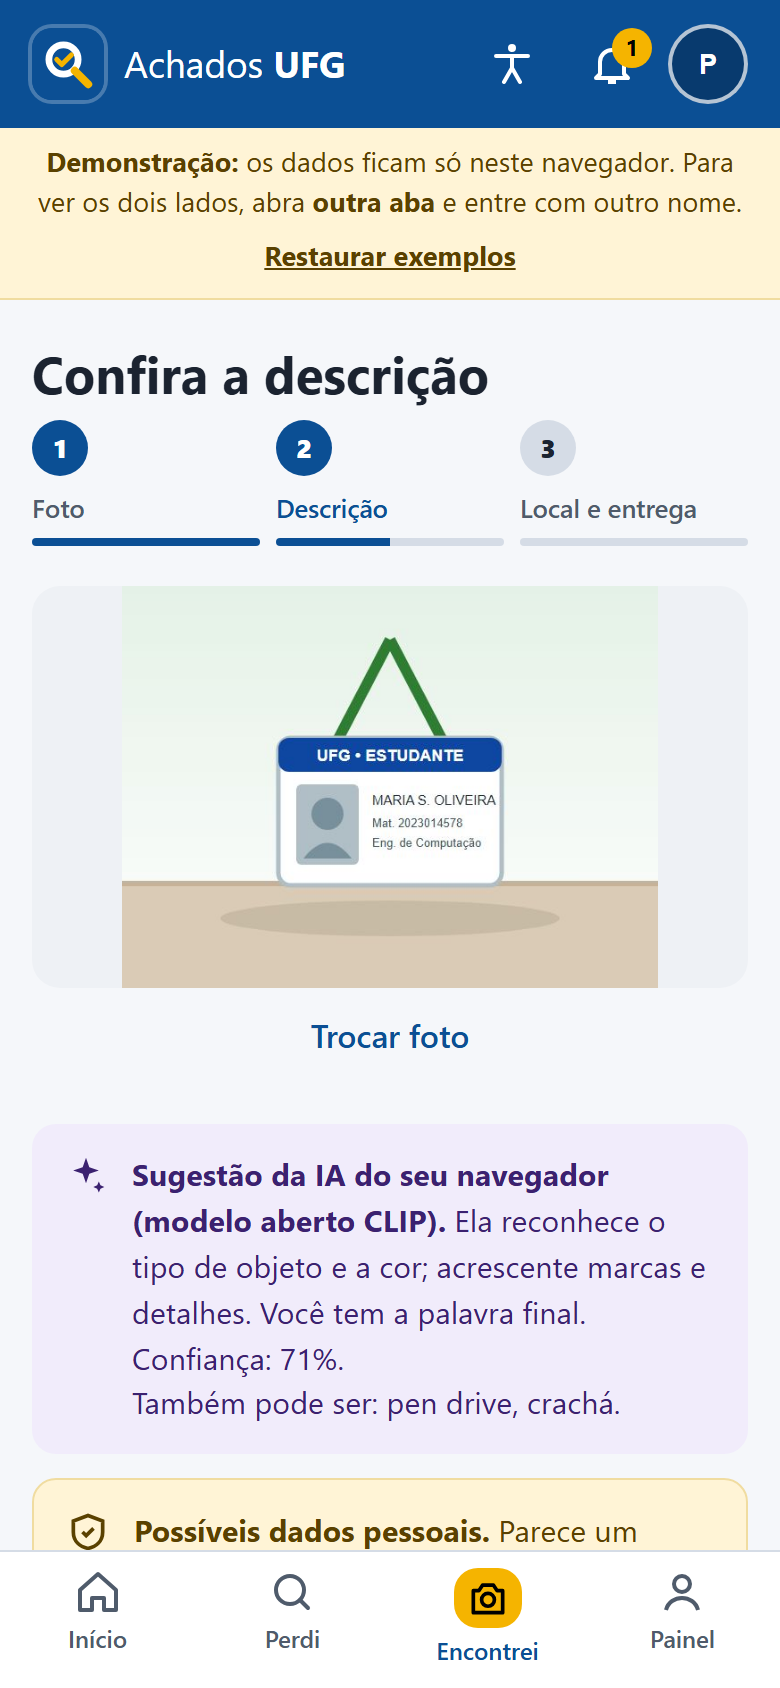 Achados UFG
1
P
Demonstração: os dados ficam só neste navegador. Para
ver os dois lados, abra outra aba e entre com outro nome.
Restaurar exemplos
Confira a descrição
1
2
3
Foto
Descrição
Local e entrega
UFG • ESTUDANTE
MARIA S. OLIVEIRA
Mat. 2023014578
Eng. de Computação
Trocar foto
Sugestão da IA do seu navegador
(modelo aberto CLIP). Ela reconhece o
tipo de objeto e a cor; acrescente marcas e
detalhes. Você tem a palavra final.
Confiança: 71%.
Também pode ser: pen drive, crachá.
Possíveis dados pessoais. Parece um
Início
Perdi
Encontrei
Painel